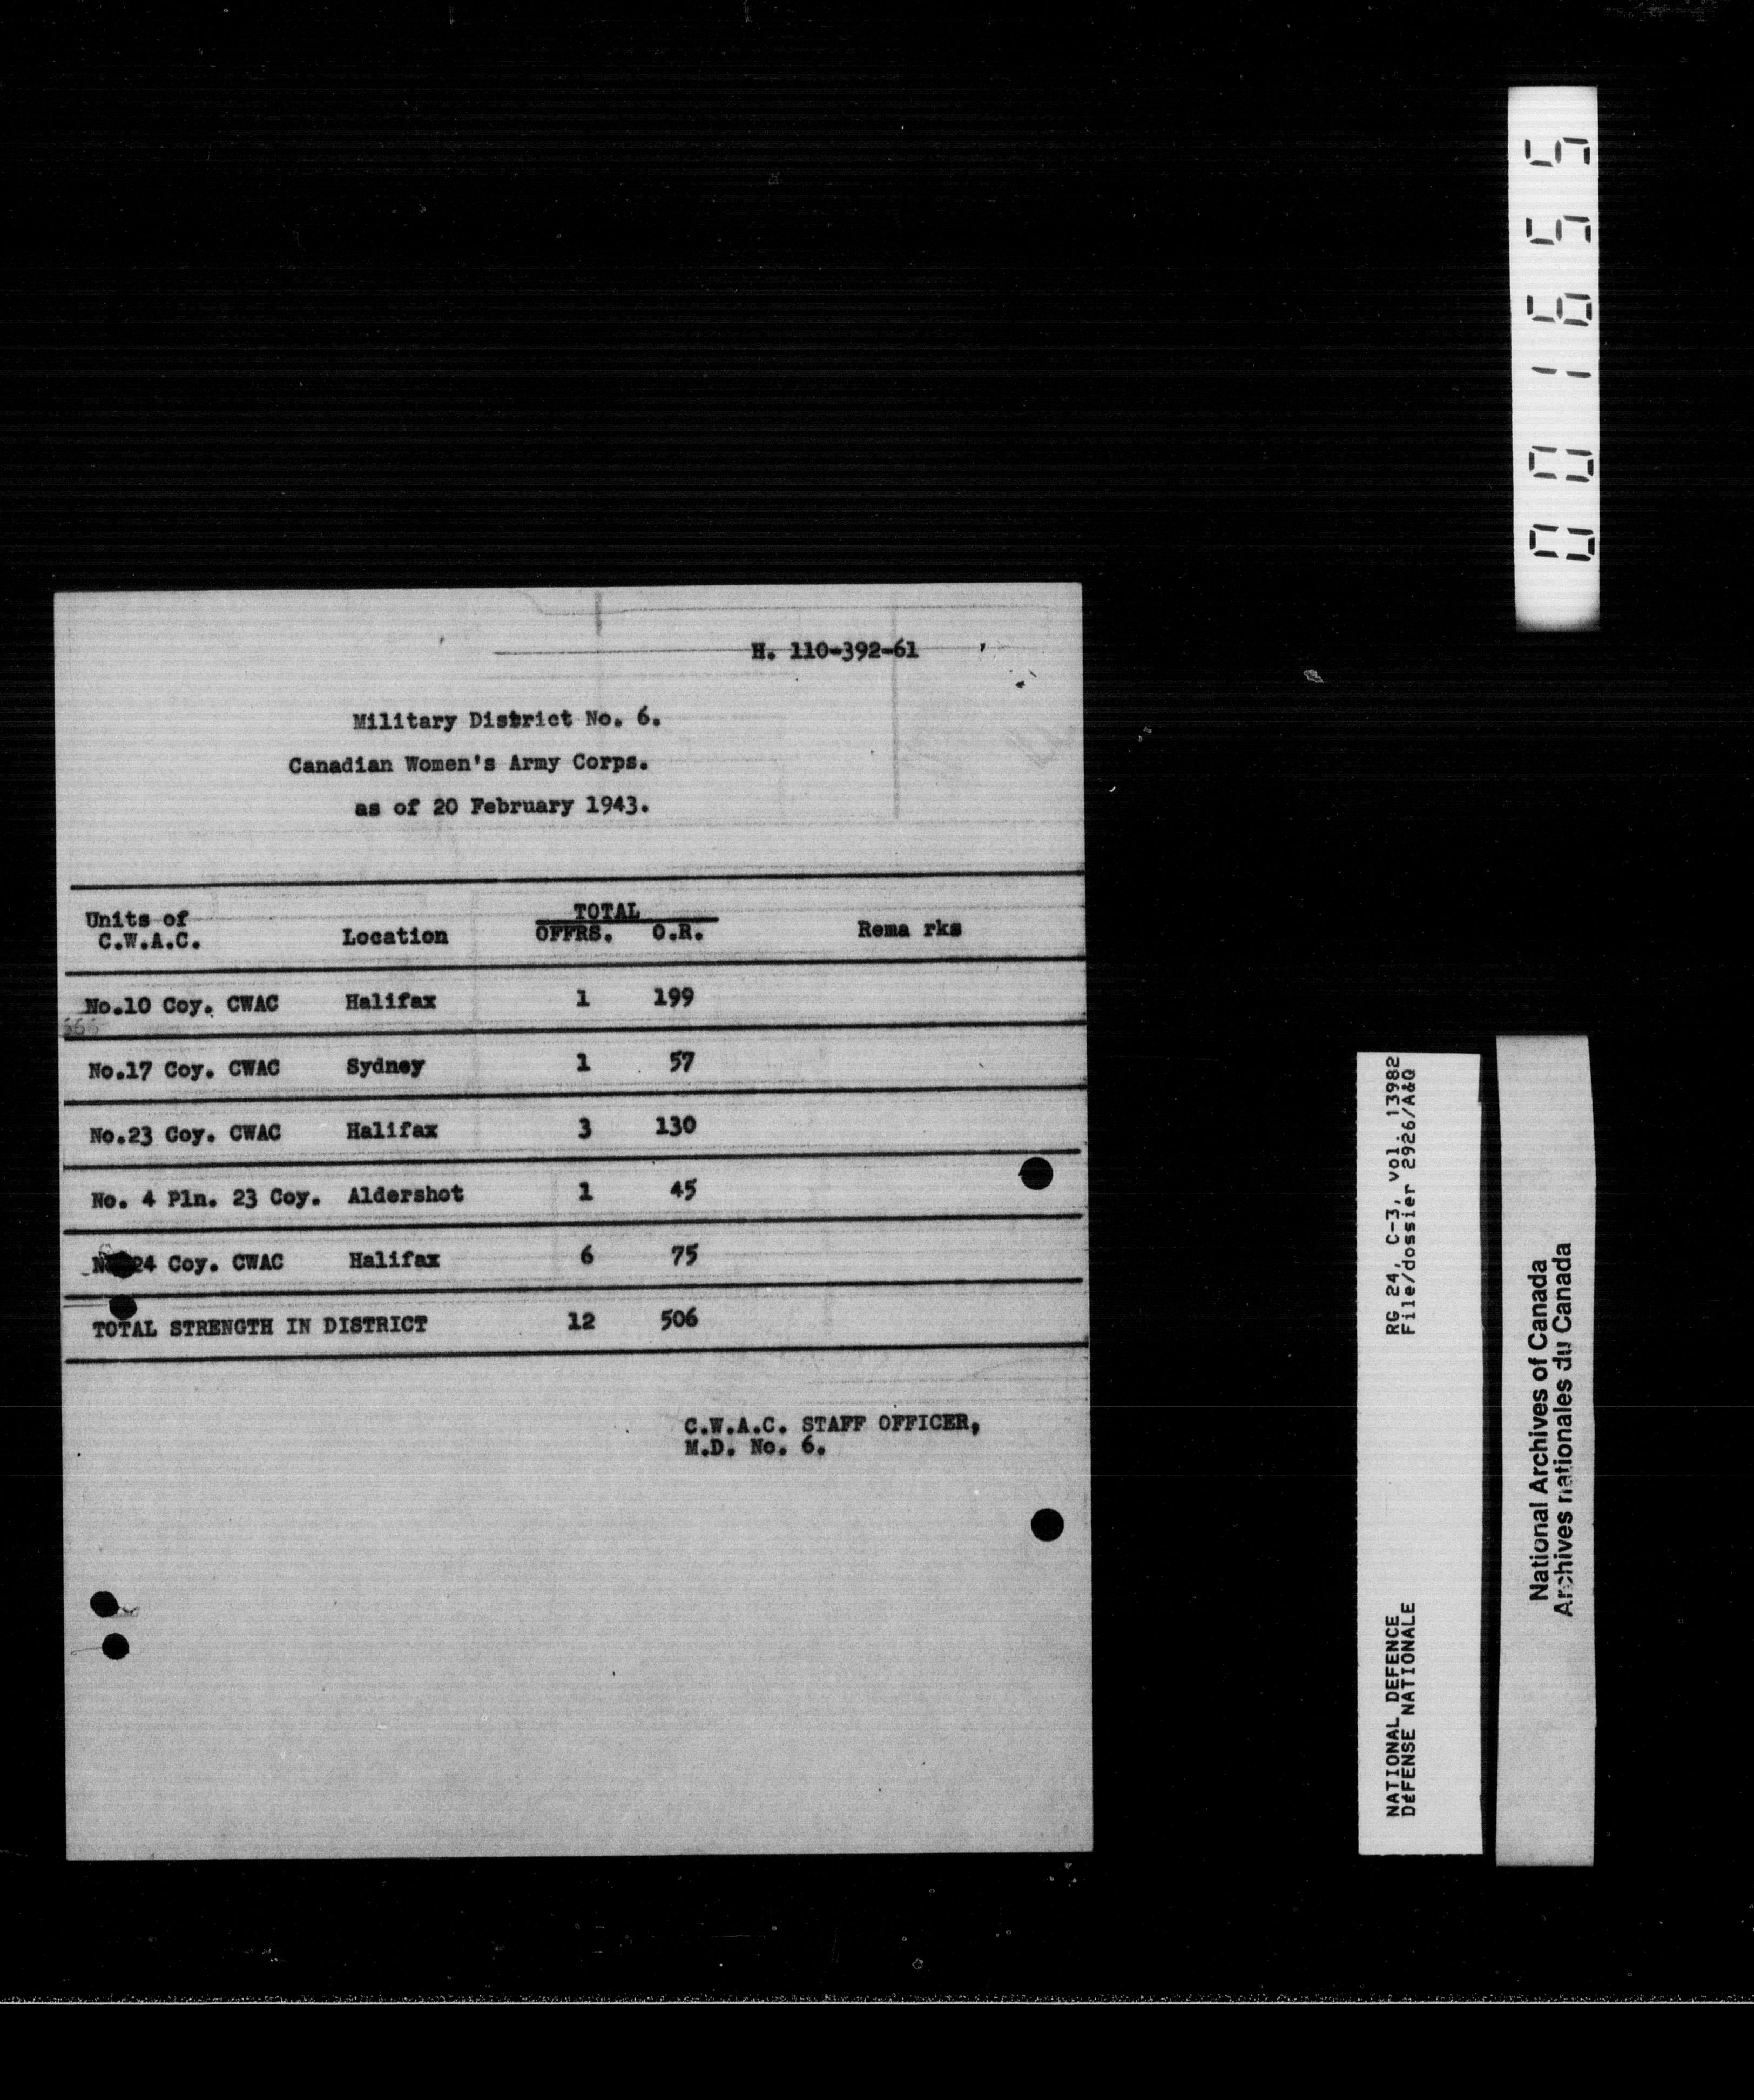 H. 110-392-61
Military District No. 6.
Canadian Women's Army Corps.
as of 20 February 1943.
Units of C.W.A.C. Location TOTAL OFFRS. O.R. Rema rks
No.10 Coy. CWAC Halifax 1 199
No.17 Coy. CWAC Sydney 1 57
No.23 Coy. CWAC Halifax 3 130
No. 4 Pln. 23 Coy. Aldershot 1 45
24 Coy. CWAC Halifax 6 75
TOTAL STRENGTH IN DISTRICT 12 506
C.W.A.C. STAFF OFFICER,
M.D. No. 6.
001655
NATIONAL DEFENCE RG 24, C-3, vol. 13982
DéFENSE NATIONALE File/dossier 2926/A&Q
National Archives of Canada
Archives nationales du Canada